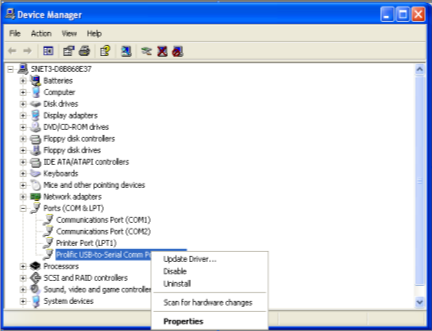 Device Manager
File Action View Help
SNET3-D8B868E37
Batteries
Computer
Disk drives
Display adapters
DVD/CD-ROM drives
Floppy disk controllers
Floppy disk drives
IDE ATA/ATAPI controllers
Keyboards
Mice and other pointing devices
Network adapters
Ports (COM & LPT)
Communications Port (COM1)
Communications Port (COM2)
Printer Port (LPT1)
Prolific USB-to-Serial Comm Po
Processors
SCSI and RAID controllers
Sound, video and game controller
System devices
Update Driver...
Disable
Uninstall
Scan for hardware changes
Properties